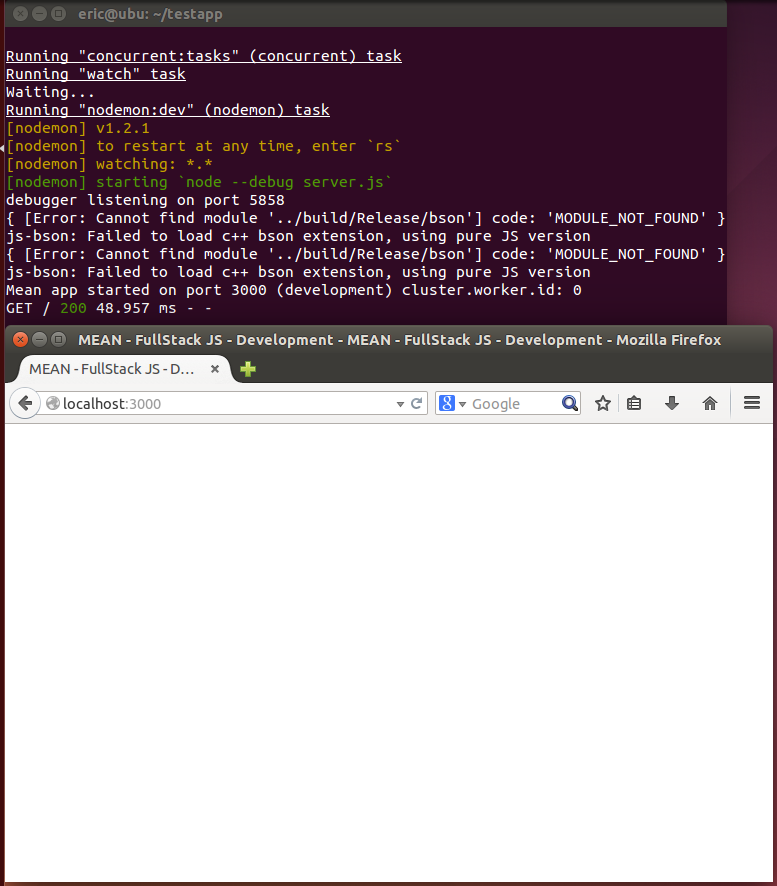 eric@ubu: ~/testapp
Running "concurrent:tasks" (concurrent) task
Running "watch" task
Waiting...
Running "nodemon:dev" (nodemon) task
[nodemon] v1.2.1
[nodemon] to restart at any time, enter `rs`
[nodemon] watching: *.*
[nodemon] starting `node --debug server.js`
debugger listening on port 5858
{ [Error: Cannot find module '../build/Release/bson'] code: 'MODULE_NOT_FOUND' }
js-bson: Failed to load c++ bson extension, using pure JS version
{ [Error: Cannot find module '../build/Release/bson'] code: 'MODULE_NOT_FOUND' }
js-bson: Failed to load c++ bson extension, using pure JS version
Mean app started on port 3000 (development) cluster.worker.id: 0
GET / 200 48.957 ms - -
MEAN - FullStack JS - Development - MEAN - FullStack JS - Development - Mozilla Firefox
MEAN - FullStack JS - D...
localhost:3000
Google